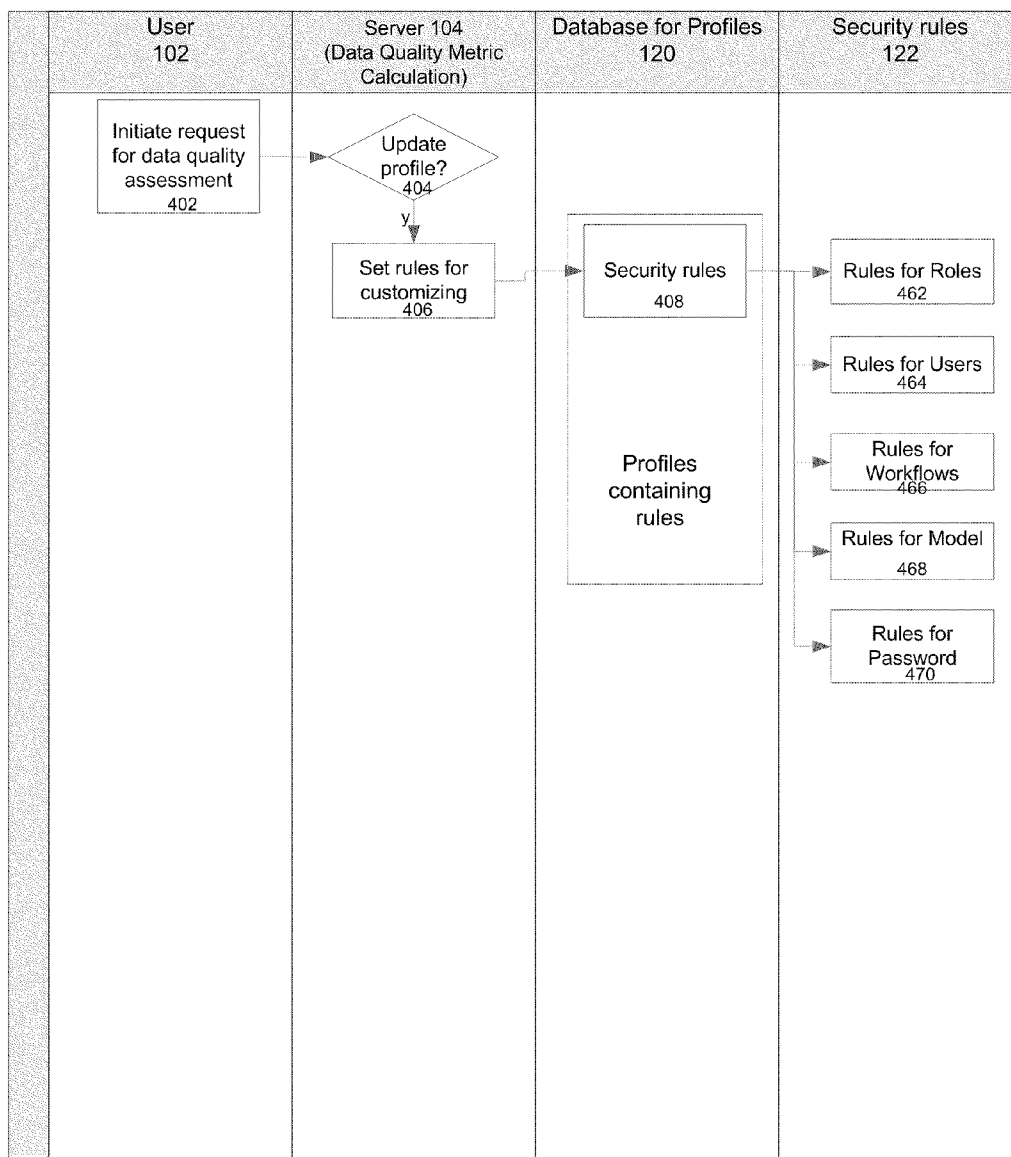 User
102
Server 104
(Data Quality Metric
Calculation)
Database for Profiles
120
Security rules
122
Initiate request
for data quality
assessment
402
Update
profile?
404
y
Set rules for
customizing
406
Security rules
408
Profiles
containing
rules
Rules for Roles
462
Rules for Users
464
Rules for
Workflows
466
Rules for Model
468
Rules for
Password
470